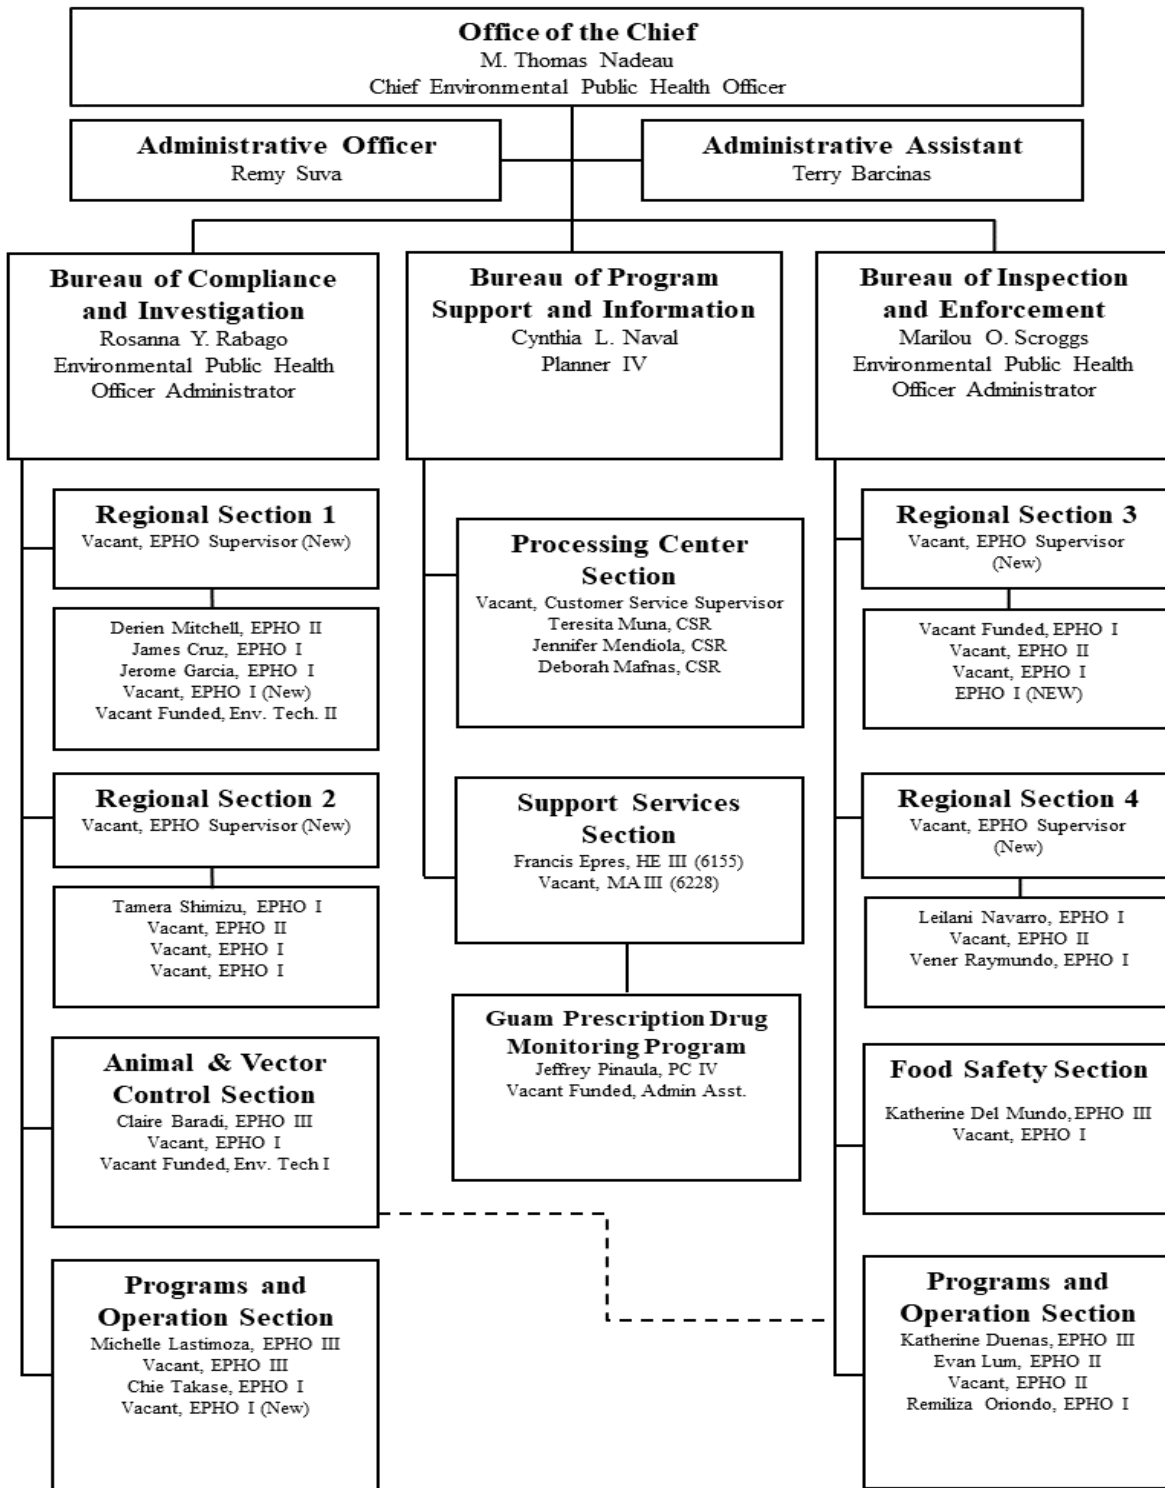 Office of the Chief
M. Thomas Nadeau
Chief Environmental Public Health Officer
Administrative Officer
Remy Suva
Administrative Assistant
Terry Barcinas
Bureau of Compliance
and Investigation
Rosanna Y. Rabago
Environmental Public Health
Officer Administrator
Bureau of Program
Support and Information
Cynthia L. Naval
Planner IV
Bureau of Inspection
and Enforcement
Marilou O. Scroggs
Environmental Public Health
Officer Administrator
Regional Section 1
Vacant, EPHO Supervisor (New)
Derien Mitchell, EPHO II
James Cruz, EPHO I
Jerome Garcia, EPHO I
Vacant, EPHO I (New)
Vacant Funded, Env. Tech. II
Regional Section 2
Vacant, EPHO Supervisor (New)
Tamera Shimizu, EPHO I
Vacant, EPHO II
Vacant, EPHO I
Vacant, EPHO I
Animal & Vector
Control Section
Claire Baradi, EPHO III
Vacant, EPHO I
Vacant Funded, Env. Tech I
Programs and
Operation Section
Michelle Lastimoza, EPHO III
Vacant, EPHO III
Chie Takase, EPHO I
Vacant, EPHO I (New)
Processing Center
Section
Vacant, Customer Service Supervisor
Teresita Muna, CSR
Jennifer Mendiola, CSR
Deborah Mafnas, CSR
Support Services
Section
Francis Epres, HE III (6155)
Vacant, MA III (6228)
Guam Prescription Drug
Monitoring Program
Jeffrey Pinaula, PC IV
Vacant Funded, Admin Asst.
Regional Section 3
Vacant, EPHO Supervisor
(New)
Vacant Funded, EPHO I
Vacant, EPHO II
Vacant, EPHO I
EPHO I (NEW)
Regional Section 4
Vacant, EPHO Supervisor
(New)
Leilani Navarro, EPHO I
Vacant, EPHO II
Vener Raymundo, EPHO I
Food Safety Section
Katherine Del Mundo, EPHO III
Vacant, EPHO I
Programs and
Operation Section
Katherine Duenas, EPHO III
Evan Lum, EPHO II
Vacant, EPHO II
Remiliza Oriondo, EPHO I